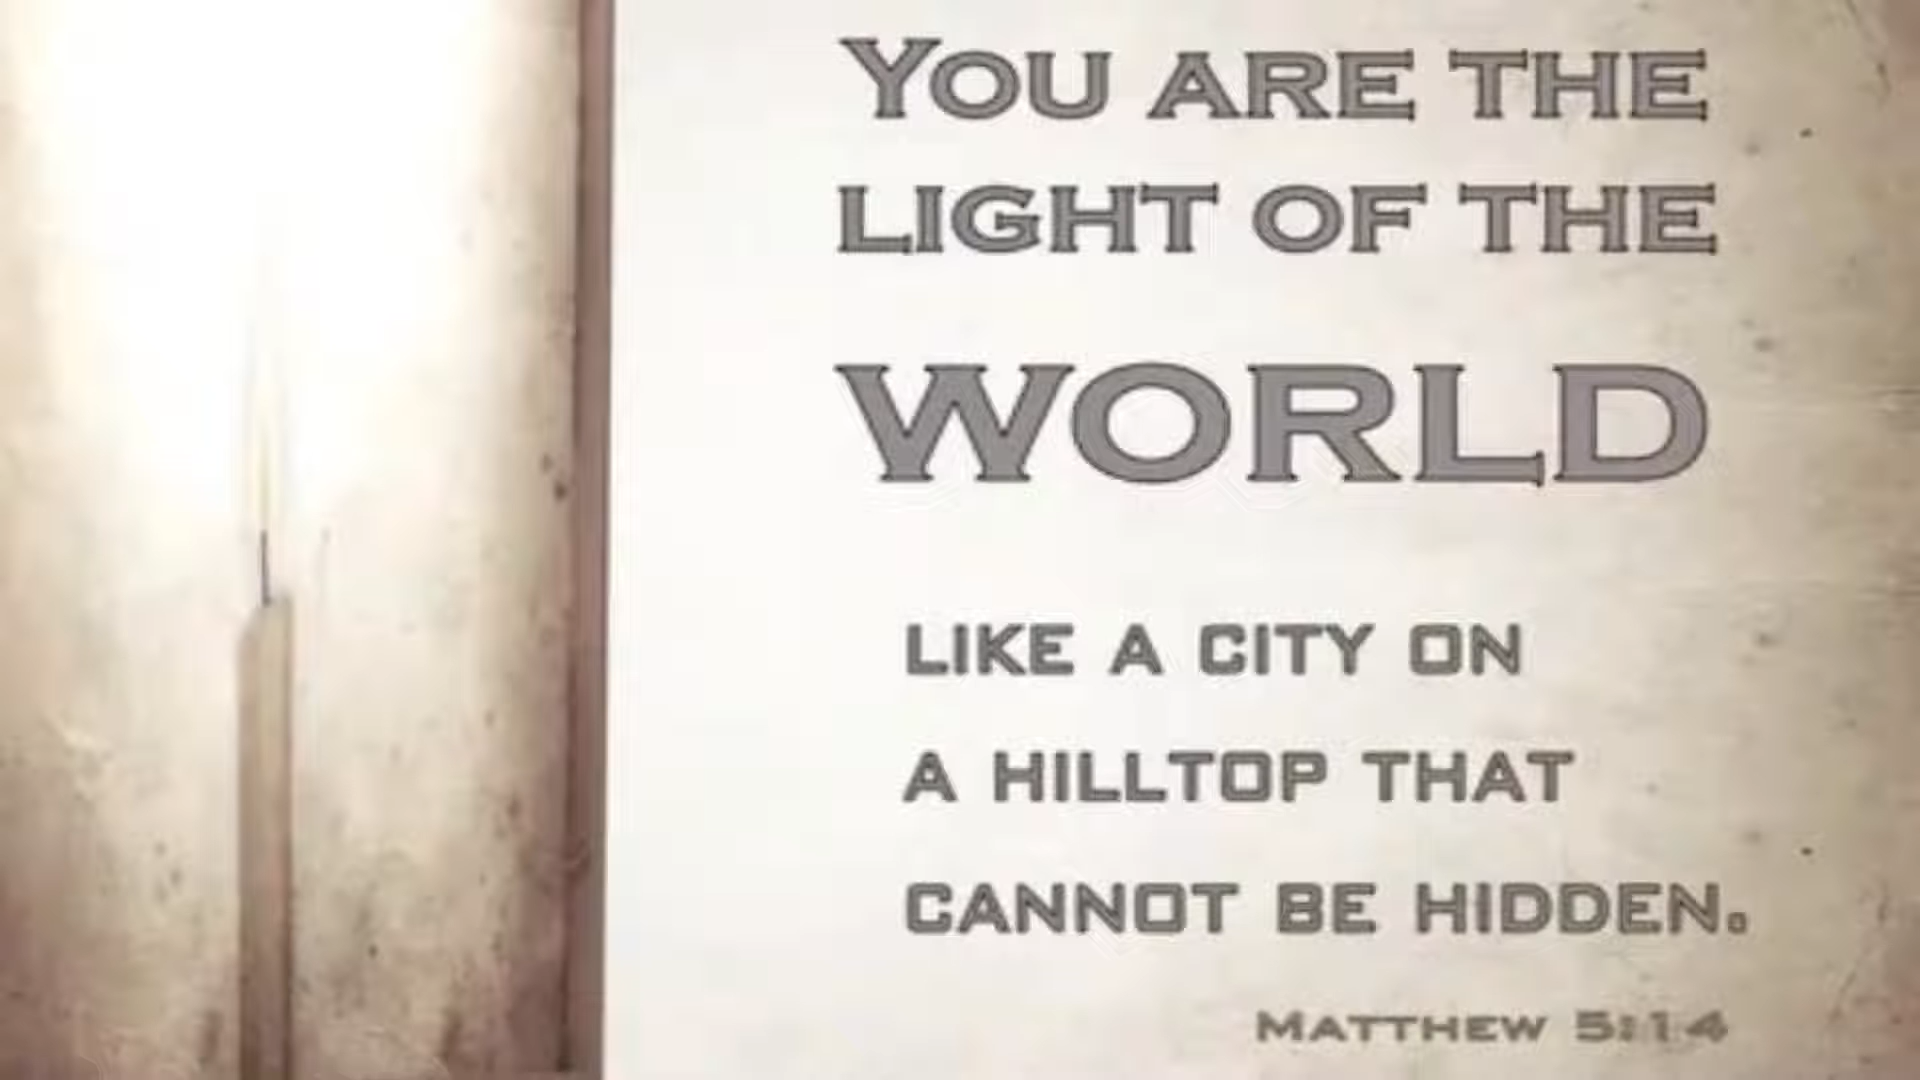 YOU ARE THE
LIGHT OF THE
WORLD
LIKE A CITY ON
A HILLTOP THAT
CANNOT BE HIDDEN.
MATTHEW 5:14